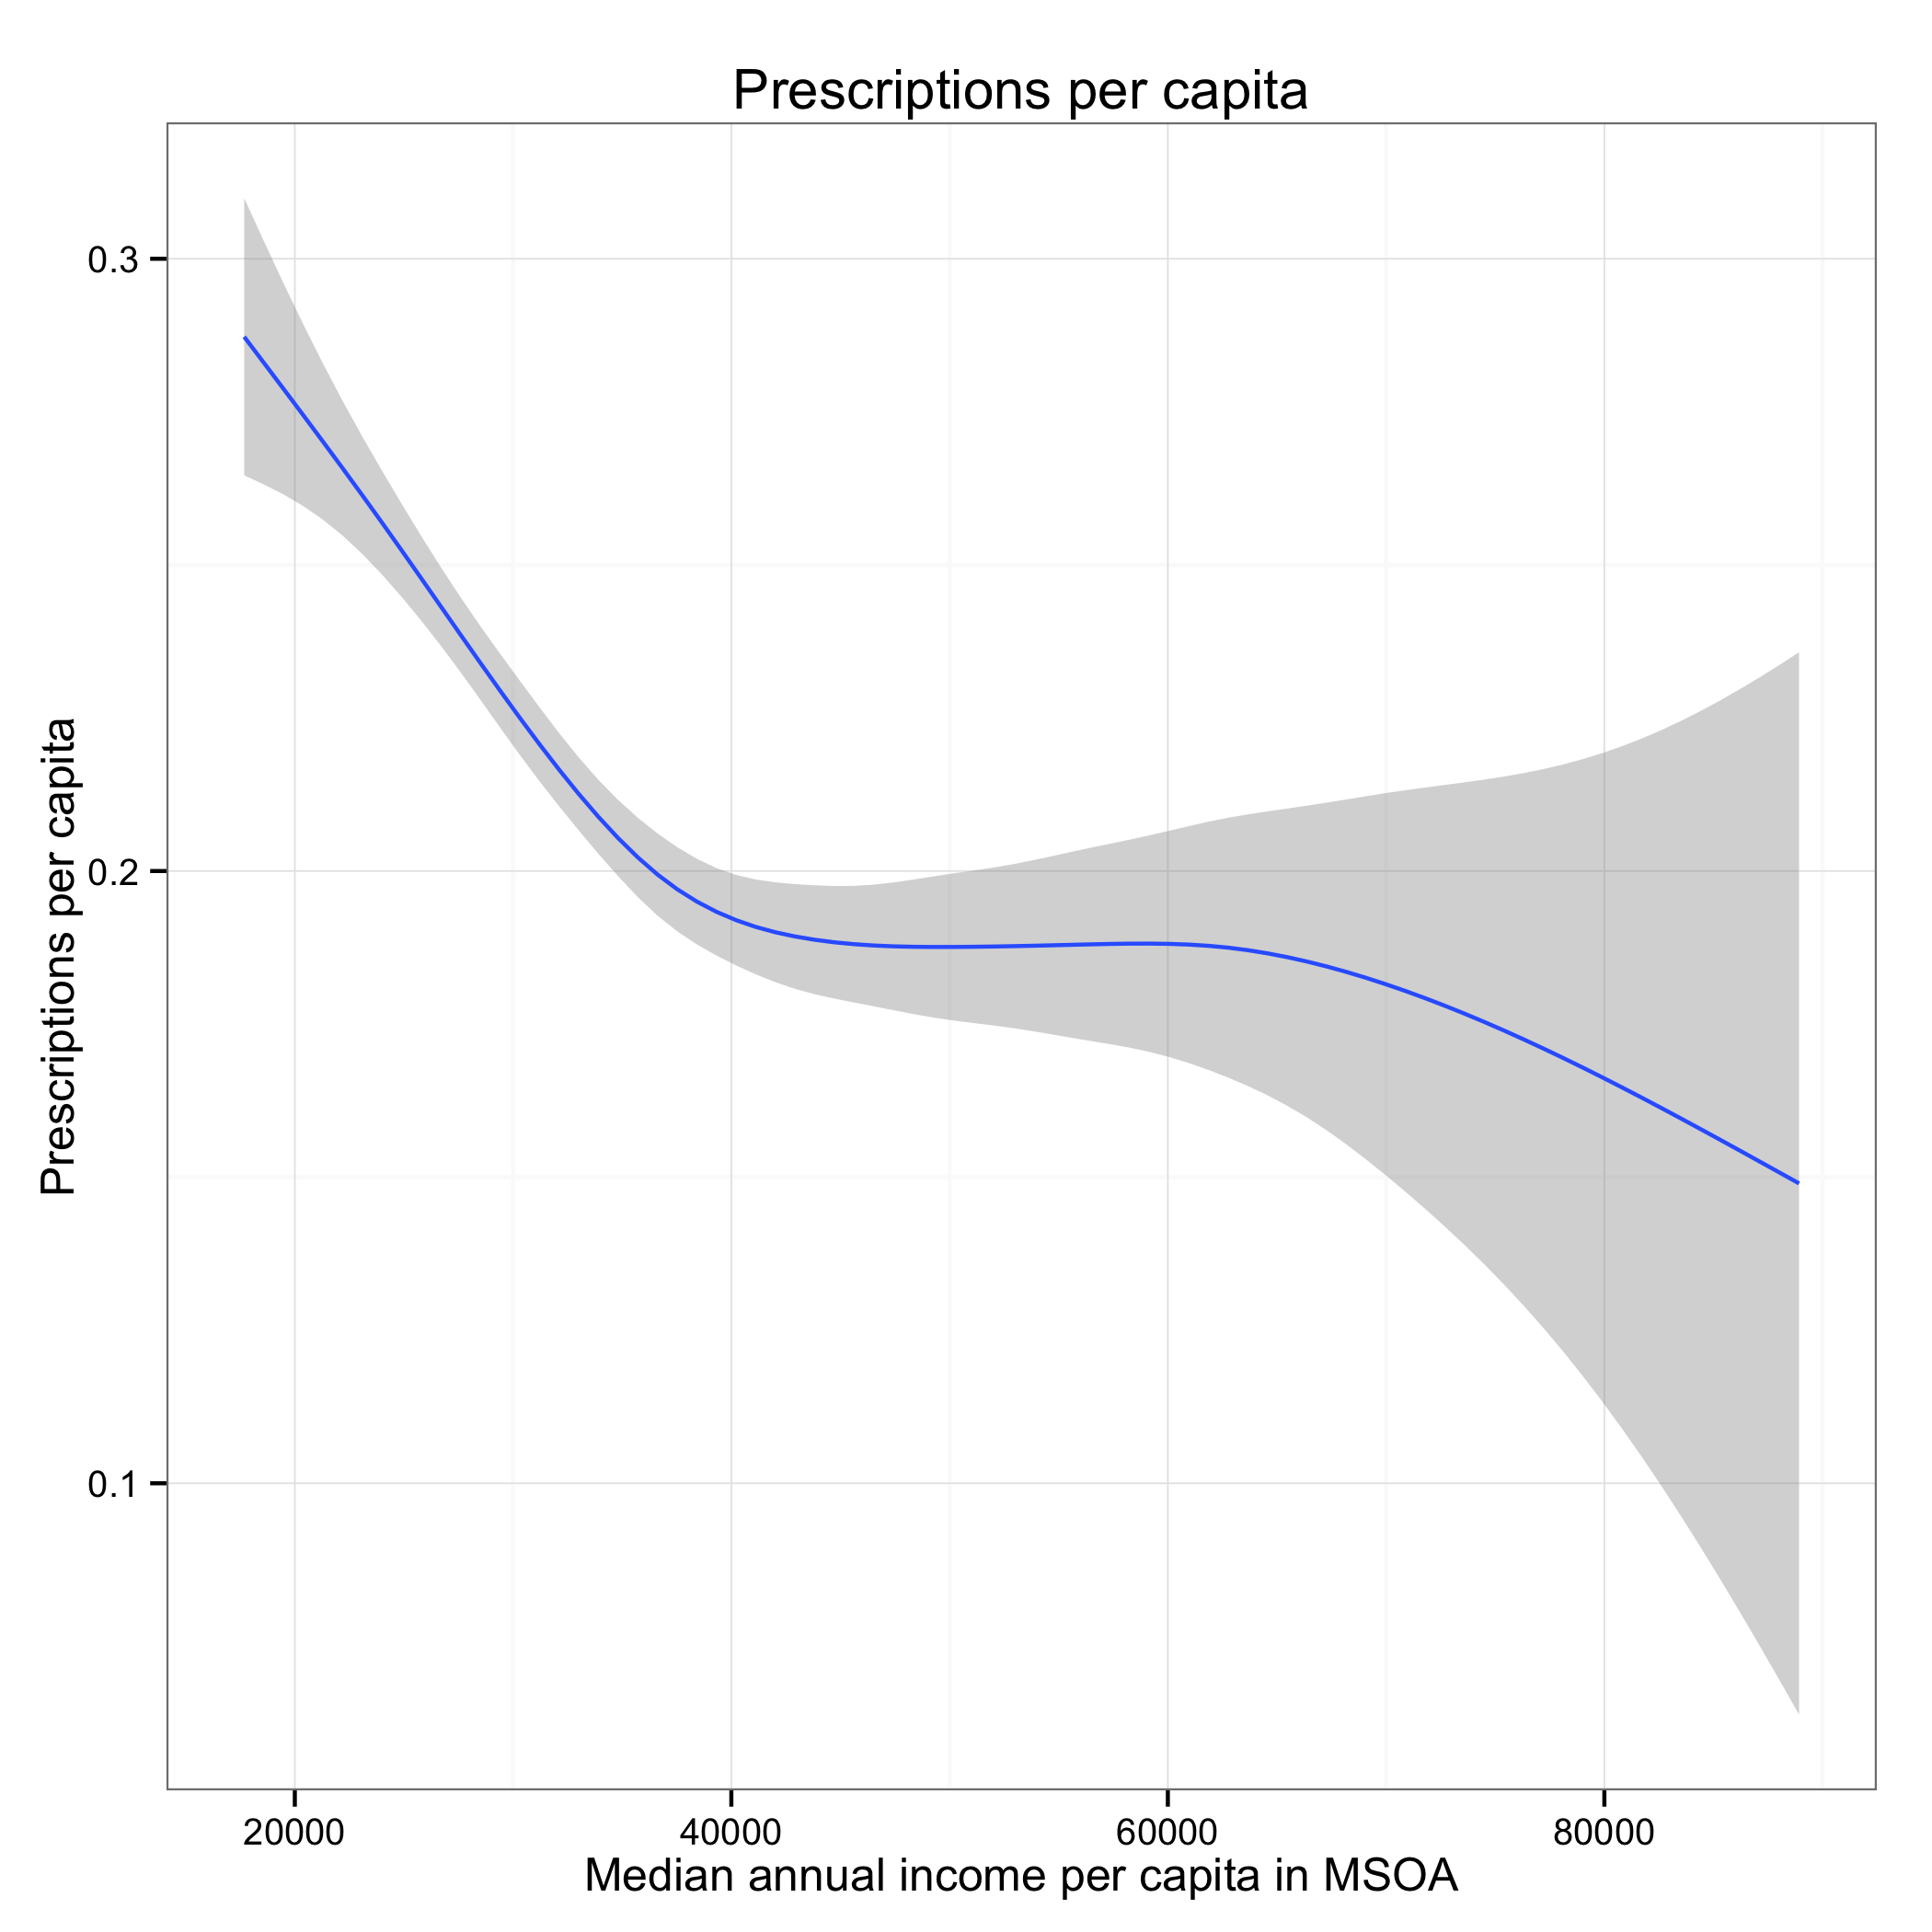 Prescriptions per capita
Prescriptions per capita
0.3
0.2
0.1
20000
40000
60000
80000
Median annual income per capita in MSOA